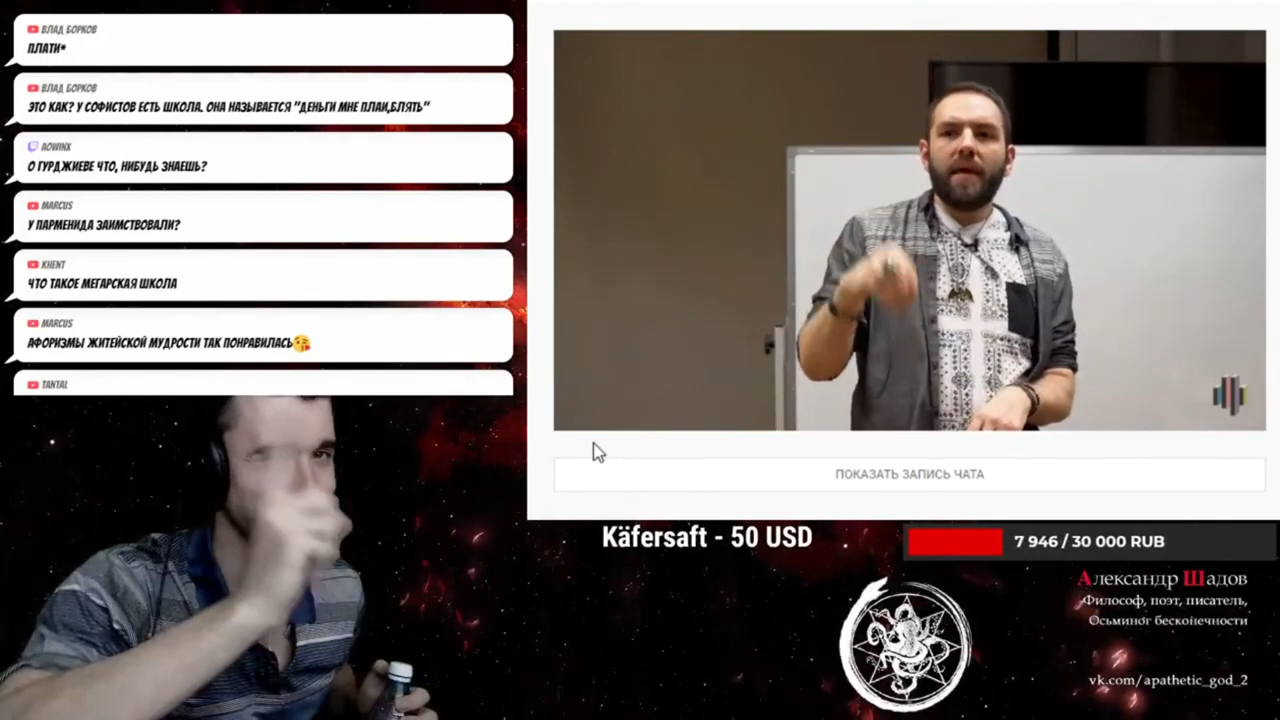 ВЛАД БОРКОВ
ПЛАТИ*
ВЛАД БОРКОВ
ЭТО КАК? У СОФИСТОВ ЕСТЬ ШКОЛА. ОНА НАЗЫВАЕТСЯ "ДЕНЬГИ МНЕ ПЛАИ,БЛЯТЬ"
AOWINX
О ГУРДЖИЕВЕ ЧТО, НИБУДЬ ЗНАЕШЬ?
MARCUS
У ПАРМЕНИДА ЗАИМСТВОВАЛИ?
KHENT
ЧТО ТАКОЕ МЕГАРСКАЯ ШКОЛА
MARCUS
АФОРИЗМЫ ЖИТЕЙСКОЙ МУДРОСТИ ТАК ПОНРАВИЛАСЬ😘
TANTAL
ПОКАЗАТЬ ЗАПИСЬ ЧАТА
Käfersaft - 50 USD
7 946 / 30 000 RUB
Александр Шадов
Философ, поэт, писатель,
Осьминог бесконечности
vk.com/apathetic_god_2